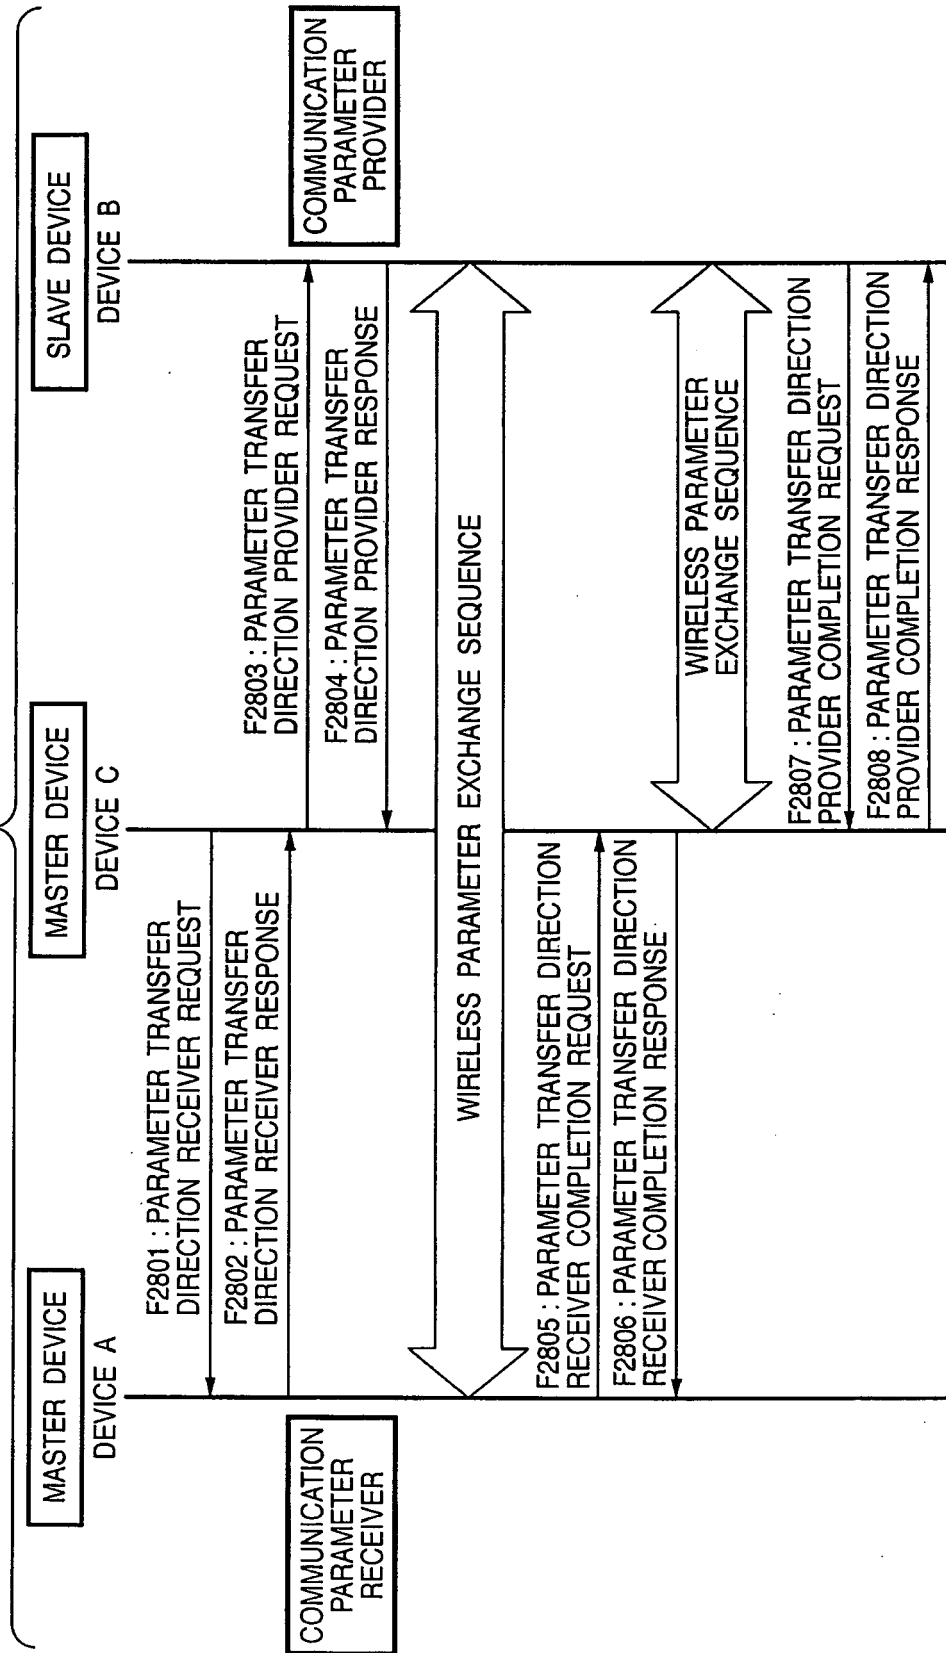 MASTER DEVICE
DEVICE A
MASTER DEVICE
DEVICE C
SLAVE DEVICE
DEVICE B
COMMUNICATION
PARAMETER
RECEIVER
COMMUNICATION
PARAMETER
PROVIDER
F2801 : PARAMETER TRANSFER
DIRECTION RECEIVER REQUEST
F2802 : PARAMETER TRANSFER
DIRECTION RECEIVER RESPONSE
F2803 : PARAMETER TRANSFER
DIRECTION PROVIDER REQUEST
F2804 : PARAMETER TRANSFER
DIRECTION PROVIDER RESPONSE
WIRELESS PARAMETER EXCHANGE SEQUENCE
F2805 : PARAMETER TRANSFER DIRECTION
RECEIVER COMPLETION REQUEST
F2806 : PARAMETER TRANSFER DIRECTION
RECEIVER COMPLETION RESPONSE
WIRELESS PARAMETER
EXCHANGE SEQUENCE
F2807 : PARAMETER TRANSFER DIRECTION
PROVIDER COMPLETION REQUEST
F2808 : PARAMETER TRANSFER DIRECTION
PROVIDER COMPLETION RESPONSE